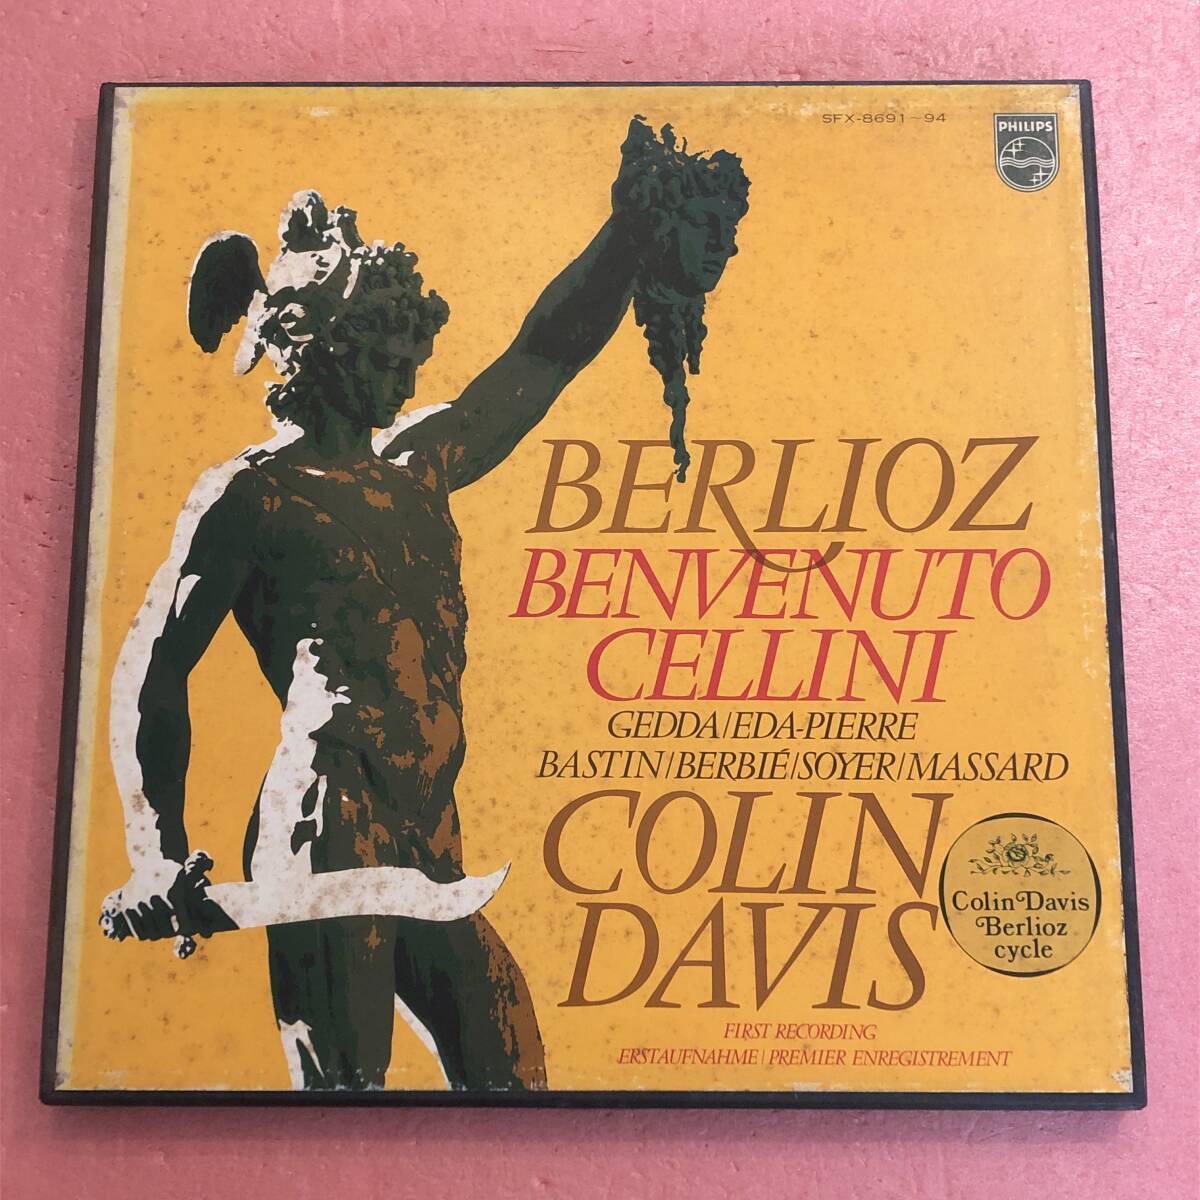 SFX-8691~94
PHILIPS
BERLIOZ
BENVENUTO
CELLINI
GEDDA/EDA-PIERRE
BASTIN/BERBIÉ/SOYER/MASSARD
COLIN
DAVIS
Colin Davis
Berlioz
cycle
FIRST RECORDING
ERSTAUFNAHME/PREMIER ENREGISTREMENT